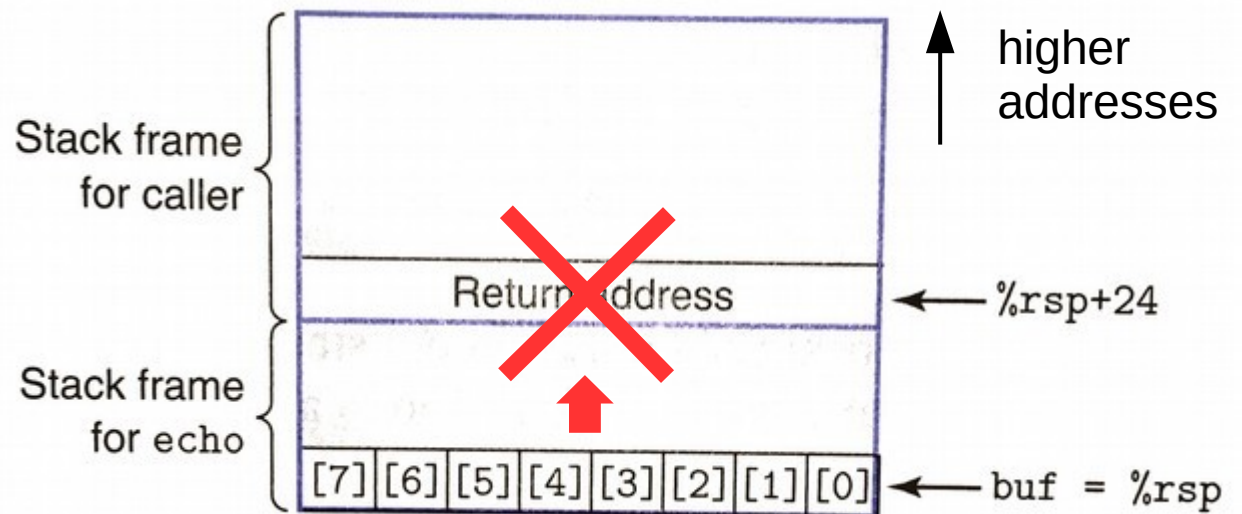 higher
addresses
Stack frame
for caller
Return address
%rsp+24
Stack frame
for echo
[7] [6] [5] [4] [3] [2] [1] [0]
buf = %rsp